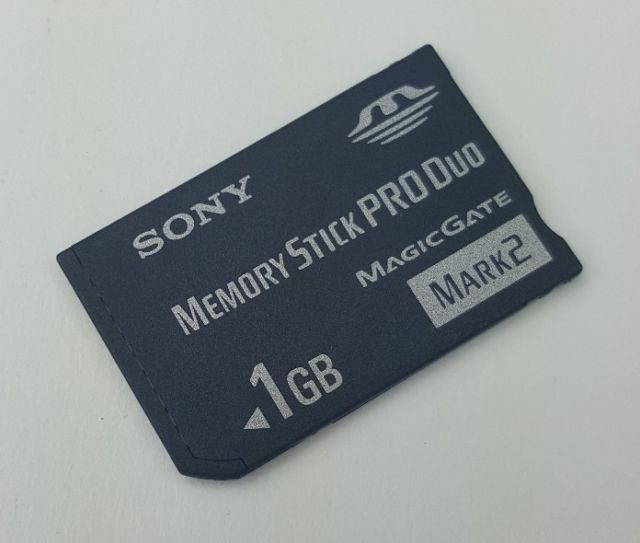 SONY
MEMORY STICK PRO DUO
MAGICGATE
MARK2
1GB